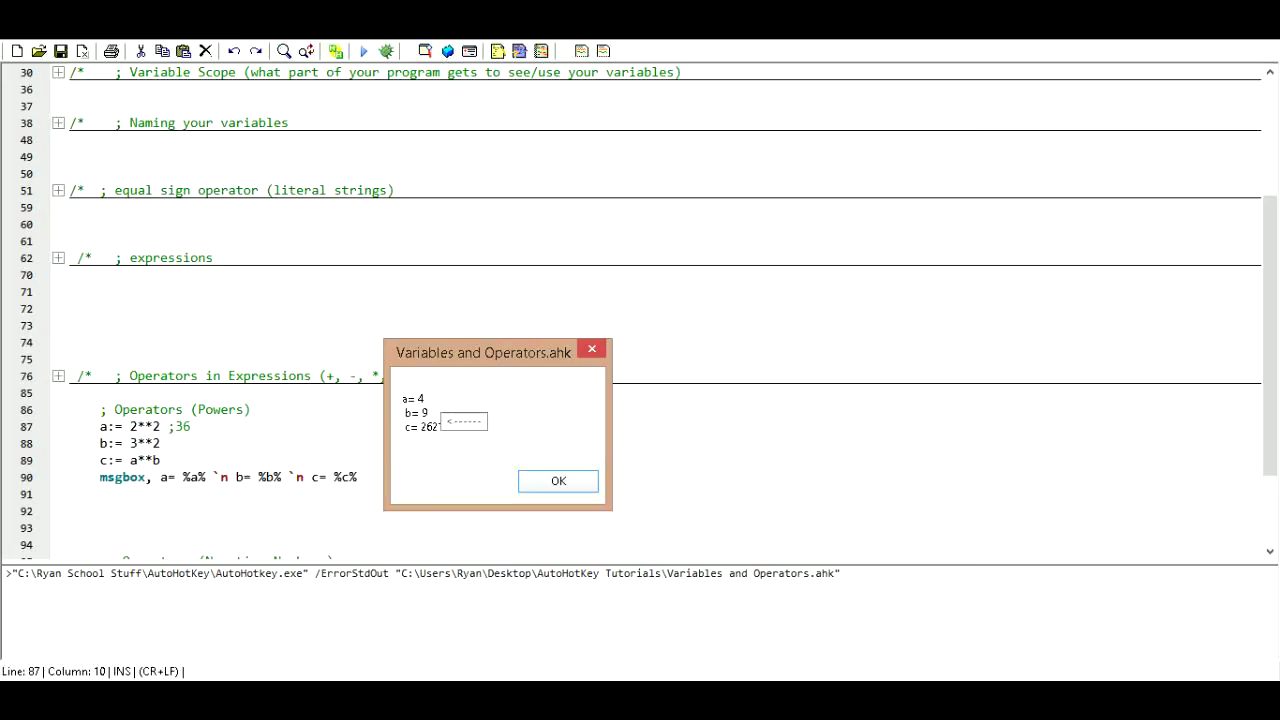 30 /* ; Variable Scope (what part of your program gets to see/use your variables)
36
37
38 /* ; Naming your variables
48
49
50
51 /* ; equal sign operator (literal strings)
59
60
61
62 /* ; expressions
70
71
72
73
74
75
76 /* ; Operators in Expressions (+, -, *,
85
86 ; Operators (Powers)
87 a:= 2**2 ;36
88 b:= 3**2
89 c:= a**b
90 msgbox, a= %a% `n b= %b% `n c= %c%
91
92
93
94
Variables and Operators.ahk
a= 4
b= 9
c= 262
<------
OK
>"C:\Ryan School Stuff\AutoHotKey\AutoHotkey.exe" /ErrorStdOut "C:\Users\Ryan\Desktop\AutoHotKey Tutorials\Variables and Operators.ahk"
Line: 87 | Column: 10 | INS | (CR+LF) |